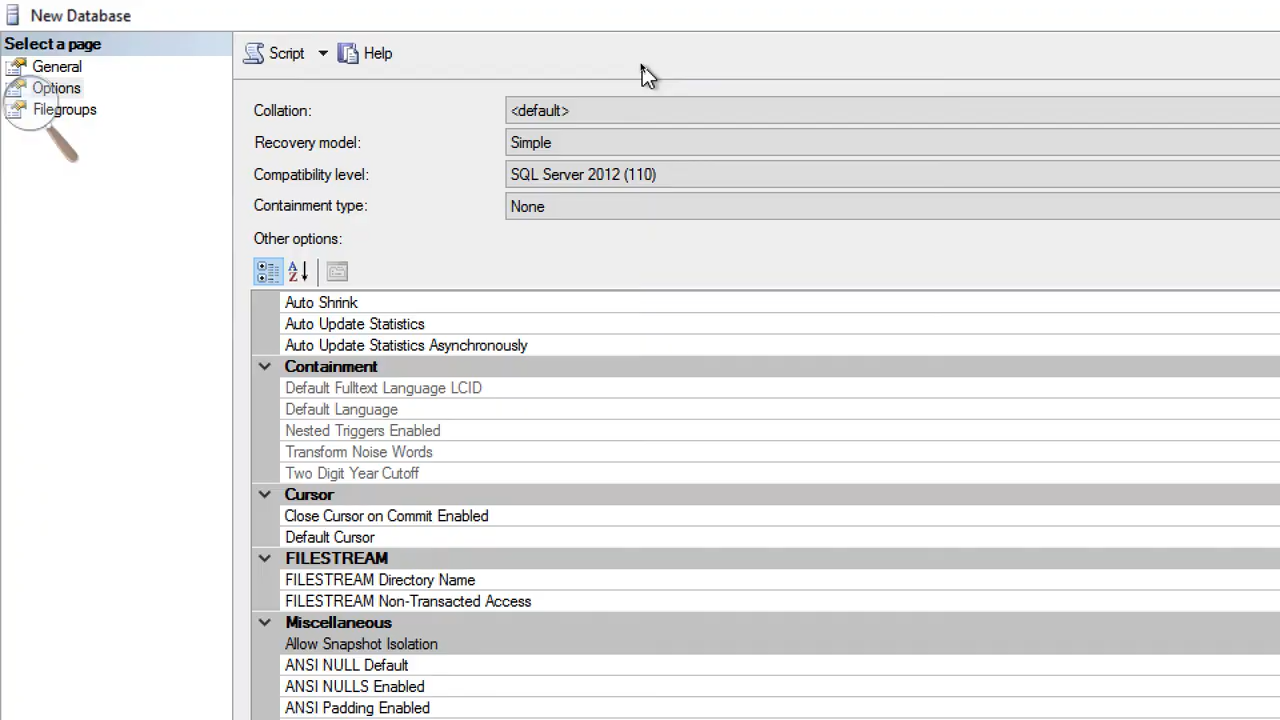 New Database
Select a page
General
Options
Filegroups
Script
Help
Collation:
<default>
Recovery model:
Simple
Compatibility level:
SQL Server 2012 (110)
Containment type:
None
Other options:
Auto Shrink
Auto Update Statistics
Auto Update Statistics Asynchronously
Containment
Default Fulltext Language LCID
Default Language
Nested Triggers Enabled
Transform Noise Words
Two Digit Year Cutoff
Cursor
Close Cursor on Commit Enabled
Default Cursor
FILESTREAM
FILESTREAM Directory Name
FILESTREAM Non-Transacted Access
Miscellaneous
Allow Snapshot Isolation
ANSI NULL Default
ANSI NULLS Enabled
ANSI Padding Enabled